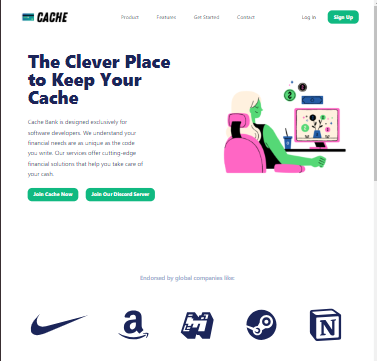 CACHE
Product Features Get Started Contact
Log In Sign Up
The Clever Place
to Keep Your
Cache
Cache Bank is designed exclusively for
software developers. We understand your
financial needs are as unique as the code
you write. Our services offer cutting-edge
financial solutions that help you take care of
your cash.
Join Cache Now Join Our Discord Server
Endorsed by global companies like:
a
N